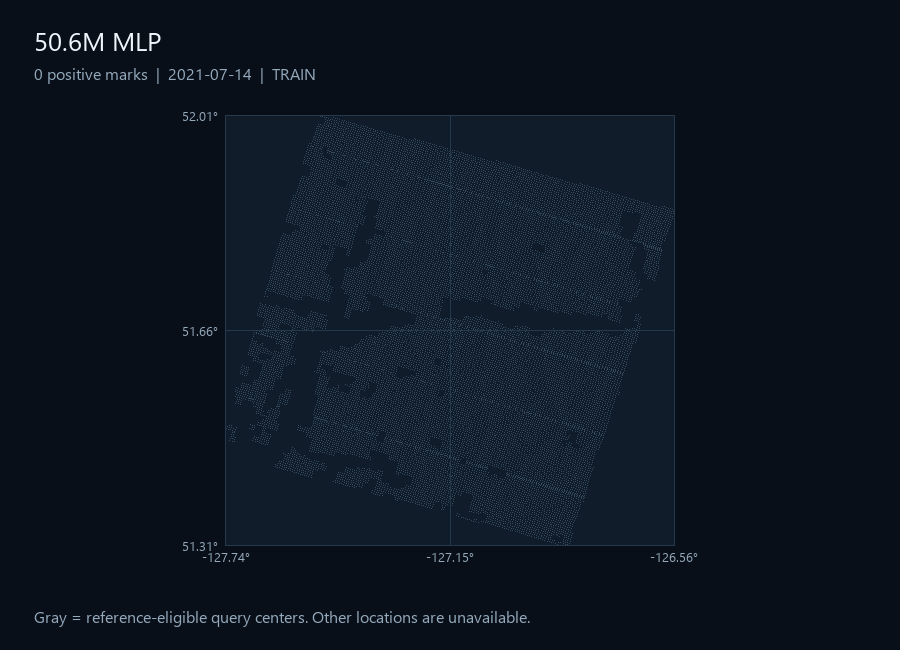 50.6M MLP
0 positive marks | 2021-07-14 | TRAIN
52.01°
51.66°
51.31°
-127.74°
-127.15°
-126.56°
Gray = reference-eligible query centers. Other locations are unavailable.